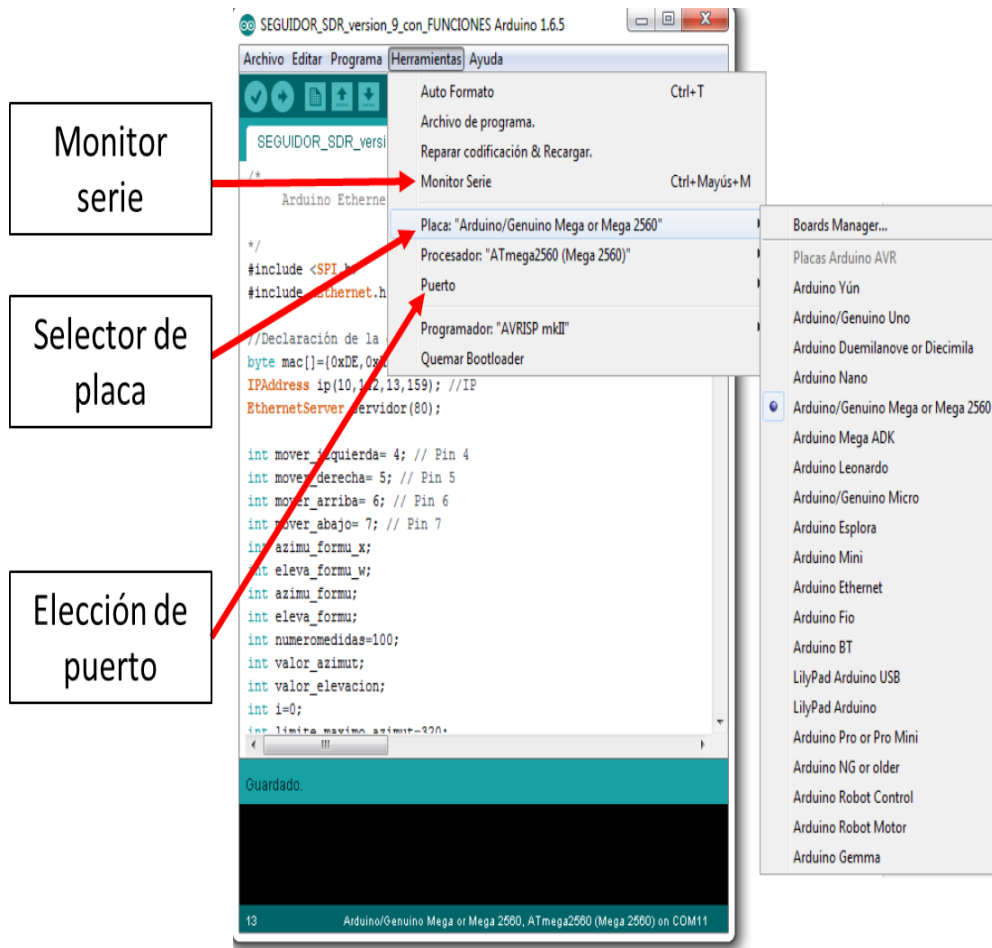 SEGUIDOR_SDR_version_9_con_FUNCIONES Arduino 1.6.5
Archivo Editar Programa Herramientas Ayuda
SEGUIDOR_SDR_versi
Monitor
serie
Selector de
placa
Elección de
puerto
Auto Formato Ctrl+T
Archivo de programa.
Reparar codificación & Recargar.
Monitor Serie Ctrl+Mayús+M
Placa: "Arduino/Genuino Mega or Mega 2560"
Procesador: "ATmega2560 (Mega 2560)"
Puerto
Programador: "AVRISP mkII"
Quemar Bootloader
Boards Manager...
Placas Arduino AVR
Arduino Yún
Arduino/Genuino Uno
Arduino Duemilanove or Diecimila
Arduino Nano
Arduino/Genuino Mega or Mega 2560
Arduino Mega ADK
Arduino Leonardo
Arduino/Genuino Micro
Arduino Esplora
Arduino Mini
Arduino Ethernet
Arduino Fio
Arduino BT
LilyPad Arduino USB
LilyPad Arduino
Arduino Pro or Pro Mini
Arduino NG or older
Arduino Robot Control
Arduino Robot Motor
Arduino Gemma
/*
Arduino Etherne
*/
#include <SPI.h>
#include <Ethernet.h
//Declaración de la
byte mac[]={0xDE,0x
IPAddress ip(10,142,13,159); //IP
EthernetServer servidor(80);
int mover_izquierda= 4; // Pin 4
int mover_derecha= 5; // Pin 5
int mover_arriba= 6; // Pin 6
int mover_abajo= 7; // Pin 7
int azimu_formu_x;
int eleva_formu_w;
int azimu_formu;
int eleva_formu;
int numeromedidas=100;
int valor_azimut;
int valor_elevacion;
int i=0;
int limite_maximo_azimut=320;
Guardado.
13 Arduino/Genuino Mega or Mega 2560, ATmega2560 (Mega 2560) on COM11